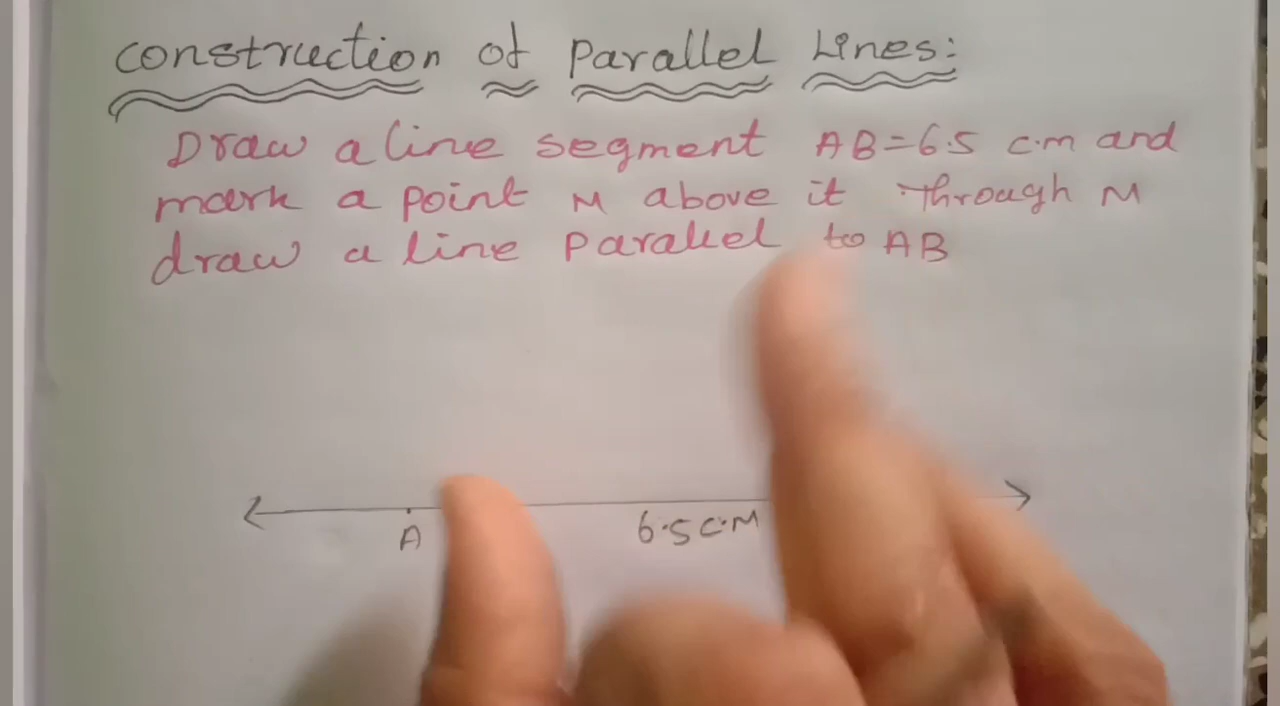 Construction of Parallel Lines:
Draw a line segment AB=6.5 c.m and
mark a point M above it through M
draw a line Parallel to AB
A 6.5 C.M